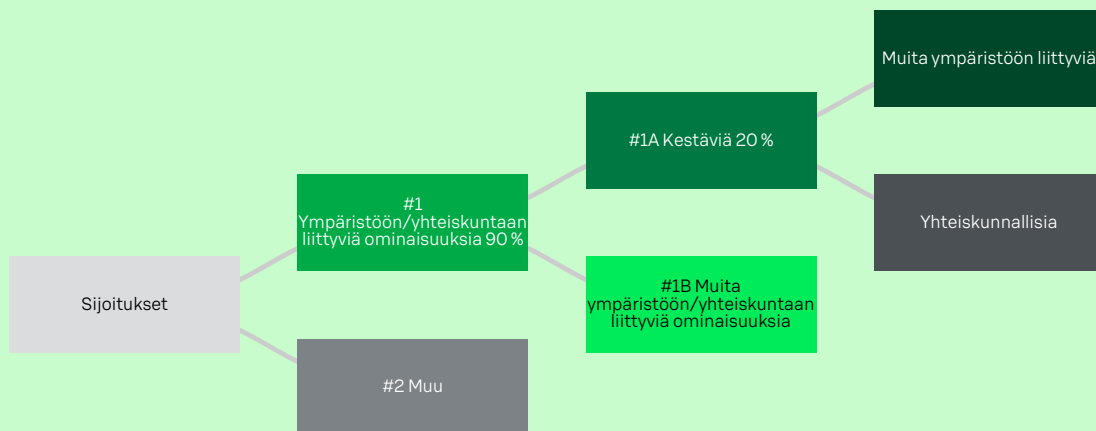 Muita ympäristöön liittyviä
#1A Kestäviä 20 %
#1
Ympäristöön/yhteiskuntaan
liittyviä ominaisuuksia 90 %
Yhteiskunnallisia
Sijoitukset
#1B Muita
ympäristöön/yhteiskuntaan
liittyviä ominaisuuksia
#2 Muu